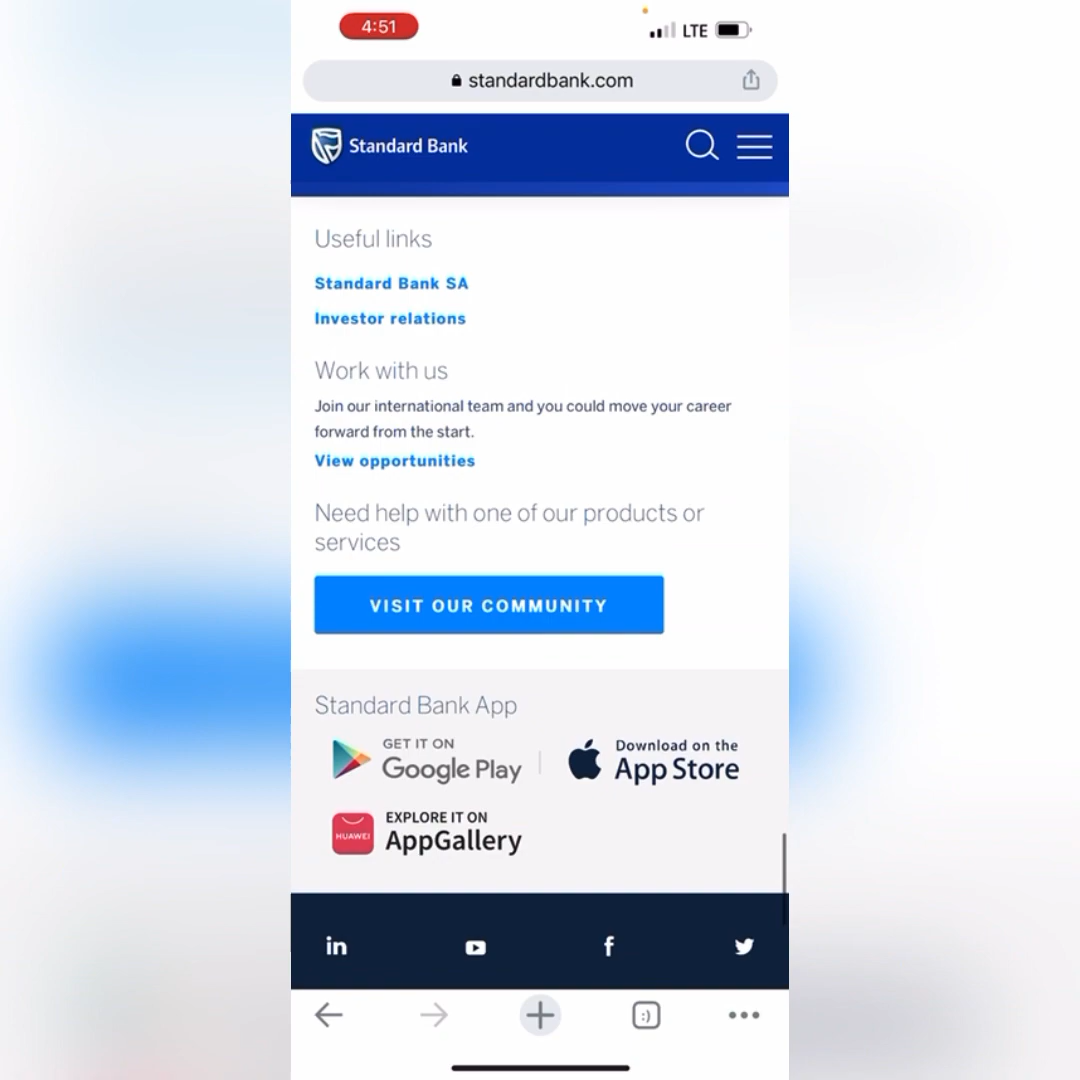 4:51
LTE
standardbank.com
Standard Bank
Useful links
Standard Bank SA
Investor relations
Work with us
Join our international team and you could move your career
forward from the start.
View opportunities
Need help with one of our products or
services
VISIT OUR COMMUNITY
Standard Bank App
GET IT ON
Google Play
Download on the
App Store
HUAWEI
EXPLORE IT ON
AppGallery
in
f
:)